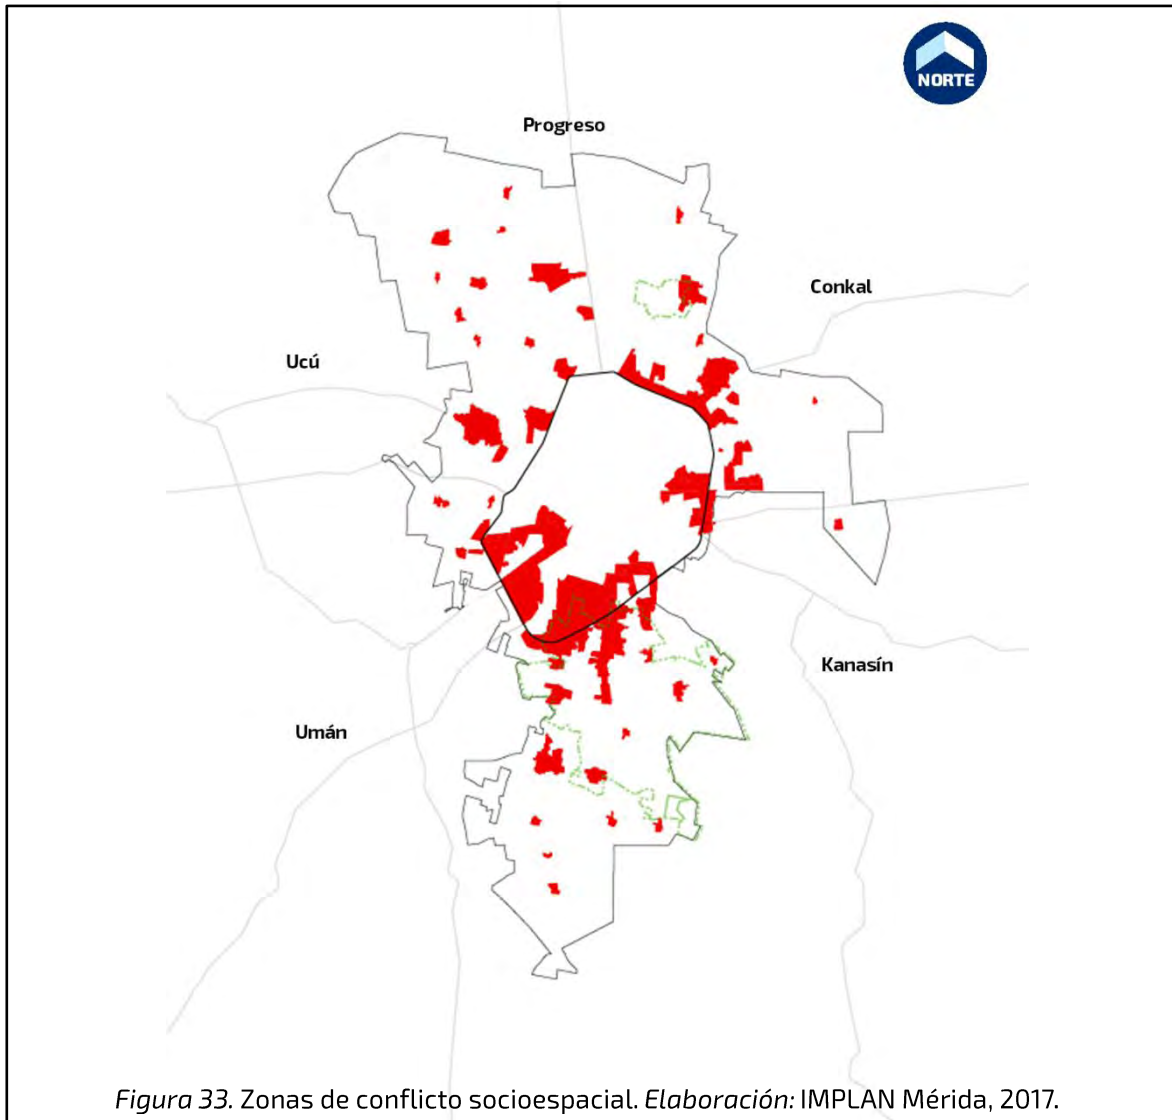 NORTE
Progreso
Conkal
Ucú
Kanasín
Umán
Figura 33. Zonas de conflicto socioespacial. Elaboración: IMPLAN Mérida, 2017.